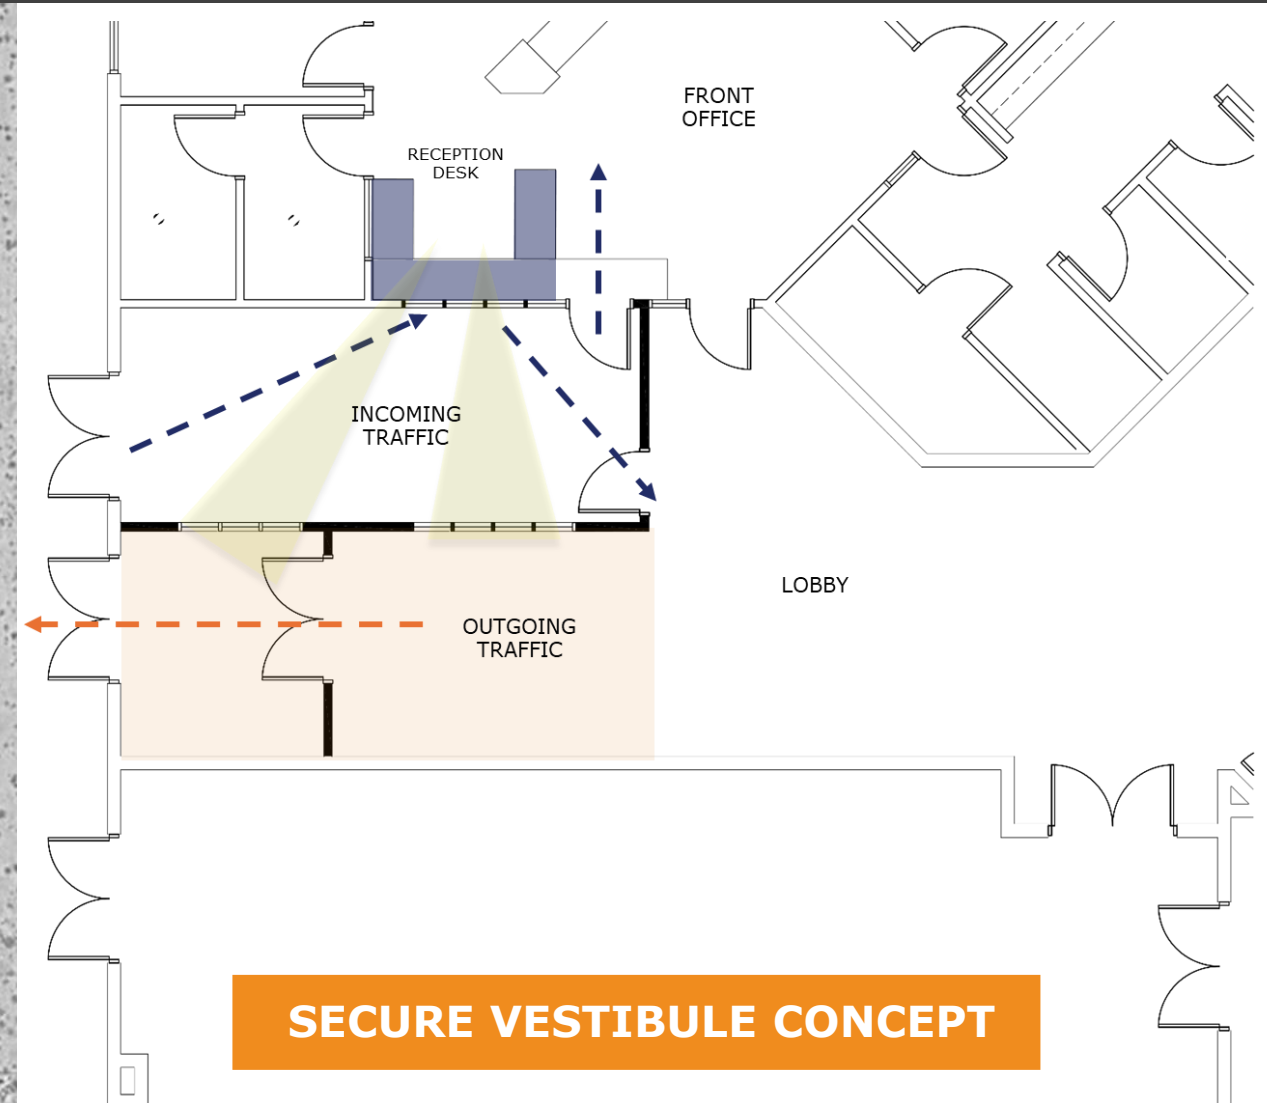 FRONT
OFFICE
RECEPTION
DESK
INCOMING
TRAFFIC
LOBBY
OUTGOING
TRAFFIC
SECURE VESTIBULE CONCEPT